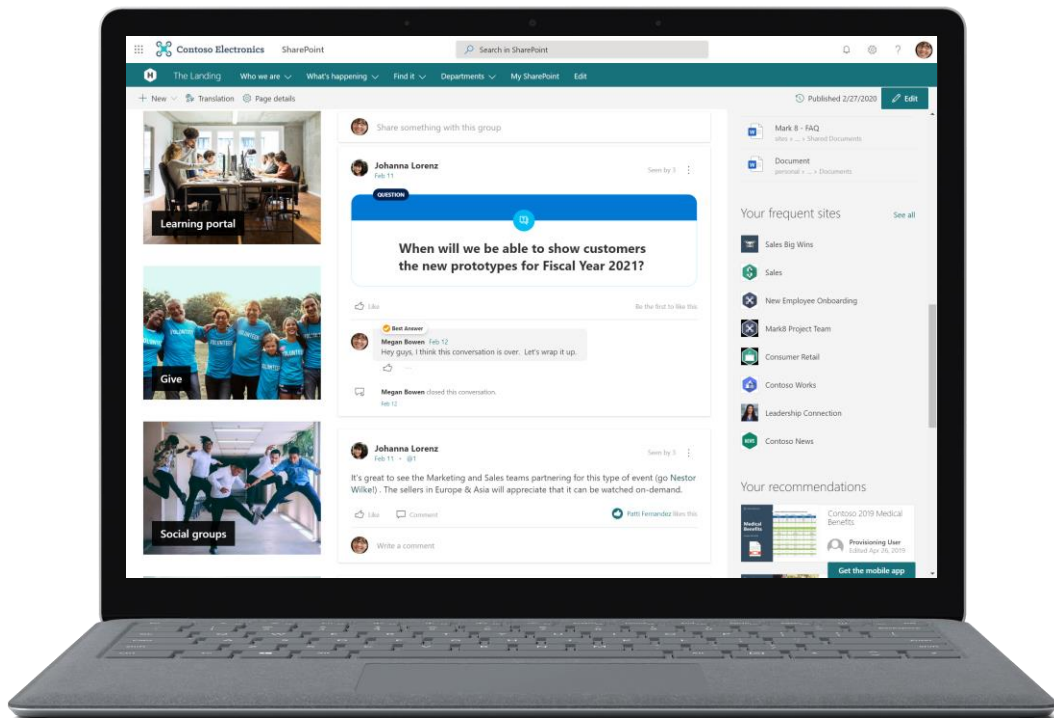 Contoso Electronics SharePoint
Search in SharePoint
?
H The Landing Who we are What's happening Find it Departments My SharePoint Edit
+ New Translation Page details
Published 2/27/2020 Edit
Learning portal
Give
Social groups
Share something with this group
Johanna Lorenz
Feb 11
Seen by 3
QUESTION
When will we be able to show customers
the new prototypes for Fiscal Year 2021?
Like
Be the first to like this
Best Answer
Megan Bowen Feb 12
Hey guys, I think this conversation is over. Let's wrap it up.
Megan Bowen closed this conversation.
Feb 12
Johanna Lorenz
Feb 11 • @1
Seen by 3
It's great to see the Marketing and Sales teams partnering for this type of event (go Nestor
Wilke!) . The sellers in Europe & Asia will appreciate that it can be watched on-demand.
Like Comment
Patti Fernandez likes this
Write a comment
Mark 8 - FAQ
sites > ... > Shared Documents
Document
personal > ... > Documents
Your frequent sites
See all
Sales Big Wins
Sales
New Employee Onboarding
Mark8 Project Team
Consumer Retail
Contoso Works
Leadership Connection
NEWS Contoso News
Your recommendations
Medical
Benefits
Contoso 2019 Medical
Benefits
Provisioning User
Edited Apr 26, 2019
Get the mobile app